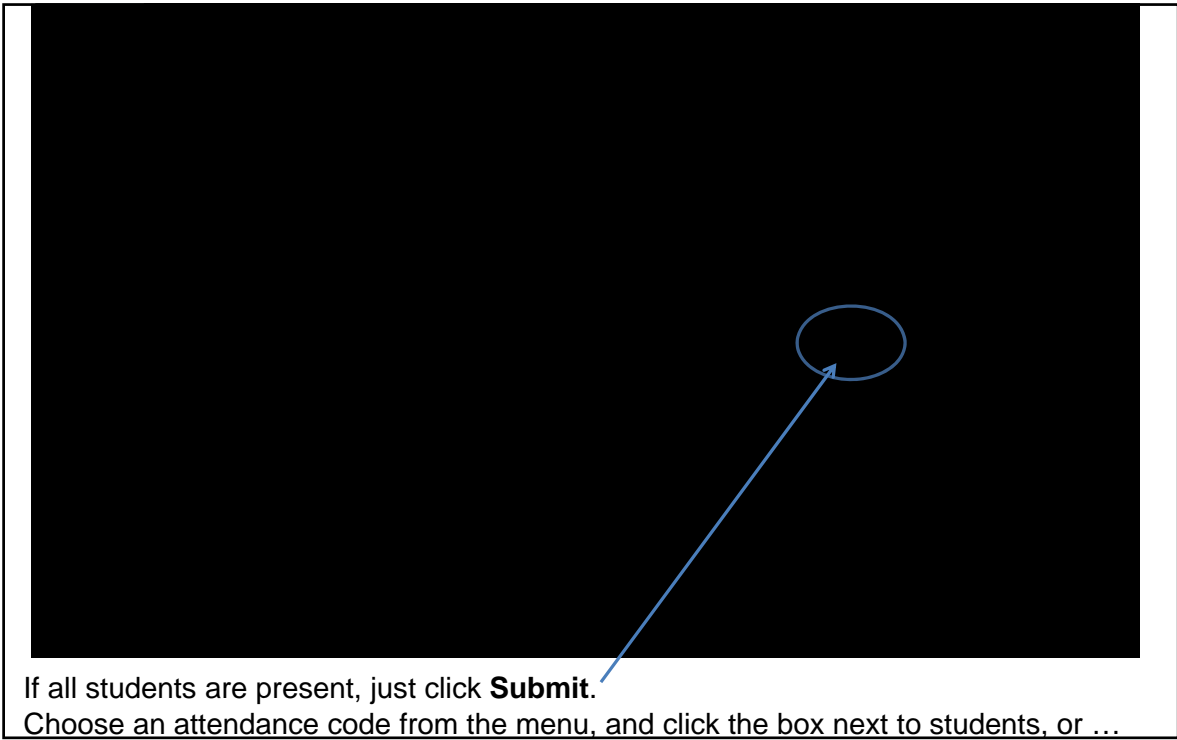 If all students are present, just click Submit.
Choose an attendance code from the menu, and click the box next to students, or …